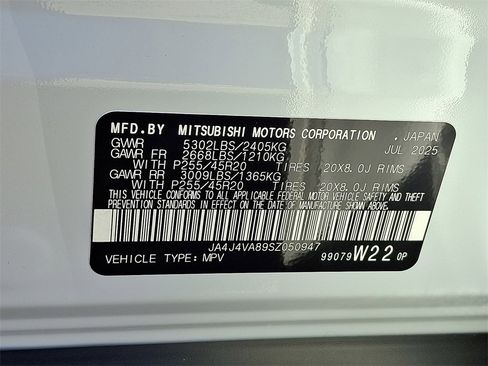 MFD.BY MITSUBISHI MOTORS CORPORATION, JAPAN
GVWR 5302LBS/2405KG JUL 2025
GAWR FR 2668LBS/1210KG
WITH P255/45R20 TIRES 20X8.0J RIMS
GAWR RR 3009LBS/1365KG
WITH P255/45R20 TIRES 20X8.0J RIMS
THIS VEHICLE CONFORMS TO ALL APPLICABLE FEDERAL MOTOR VEHICLE SAFETY AND THEFT
PREVENTION STANDARDS IN EFFECT ON THE DATE OF MANUFACTURE SHOWN ABOVE.
JA4J4VA89SZ050947
VEHICLE TYPE: MPV 99079 W22 0P